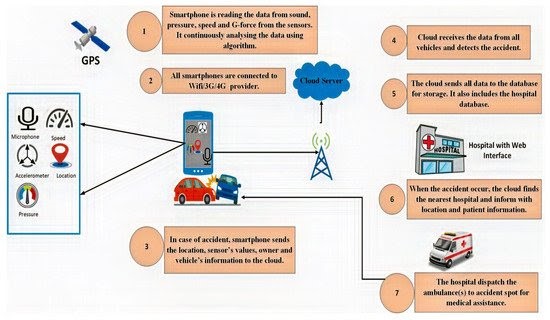 1
Smartphone is reading the data from sound,
pressure, speed and G-force from the sensors.
It continuously analysing the data using
algorithm.
GPS
2
All smartphones are connected to
Wifi/3G/4G provider.
Cloud Server
4
Cloud receives the data from all
vehicles and detects the accident.
5
The cloud sends all data to the database
for storage. It also includes the hospital
database.
Microphone
Speed
Accelerometer
Location
Pressure
HOSPITAL
Hospital with Web
Interface
6
When the accident occur, the cloud finds
the nearest hospital and inform with
location and patient information.
3
In case of accident, smartphone sends
the location, sensor's values, owner and
vehicle's information to the cloud.
7
The hospital dispatch the
ambulance(s) to accident spot for
medical assistance.